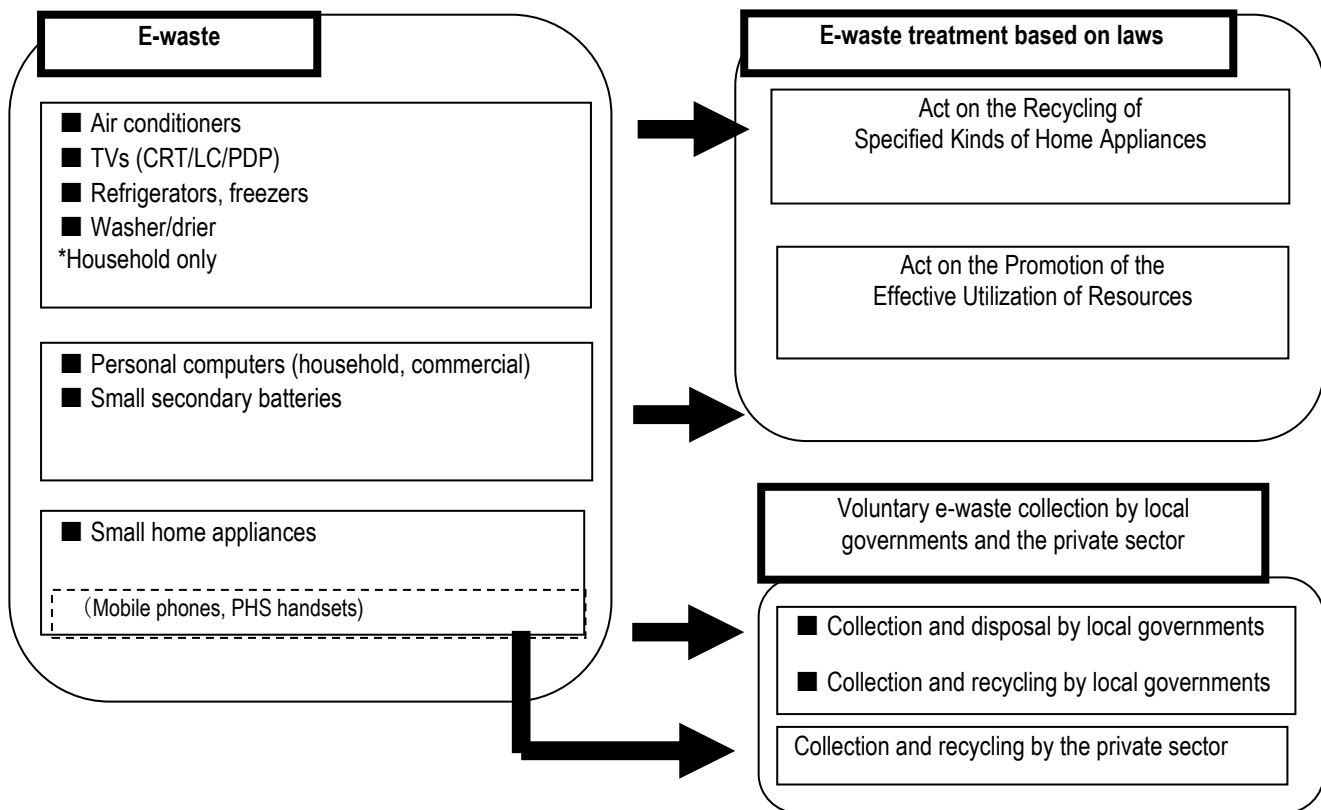 E-waste
■ Air conditioners
■ TVs (CRT/LC/PDP)
■ Refrigerators, freezers
■ Washer/drier
*Household only
■ Personal computers (household, commercial)
■ Small secondary batteries
■ Small home appliances
（Mobile phones, PHS handsets)
E-waste treatment based on laws
Act on the Recycling of
Specified Kinds of Home Appliances
Act on the Promotion of the
Effective Utilization of Resources
Voluntary e-waste collection by local
governments and the private sector
■ Collection and disposal by local governments
■ Collection and recycling by local governments
Collection and recycling by the private sector